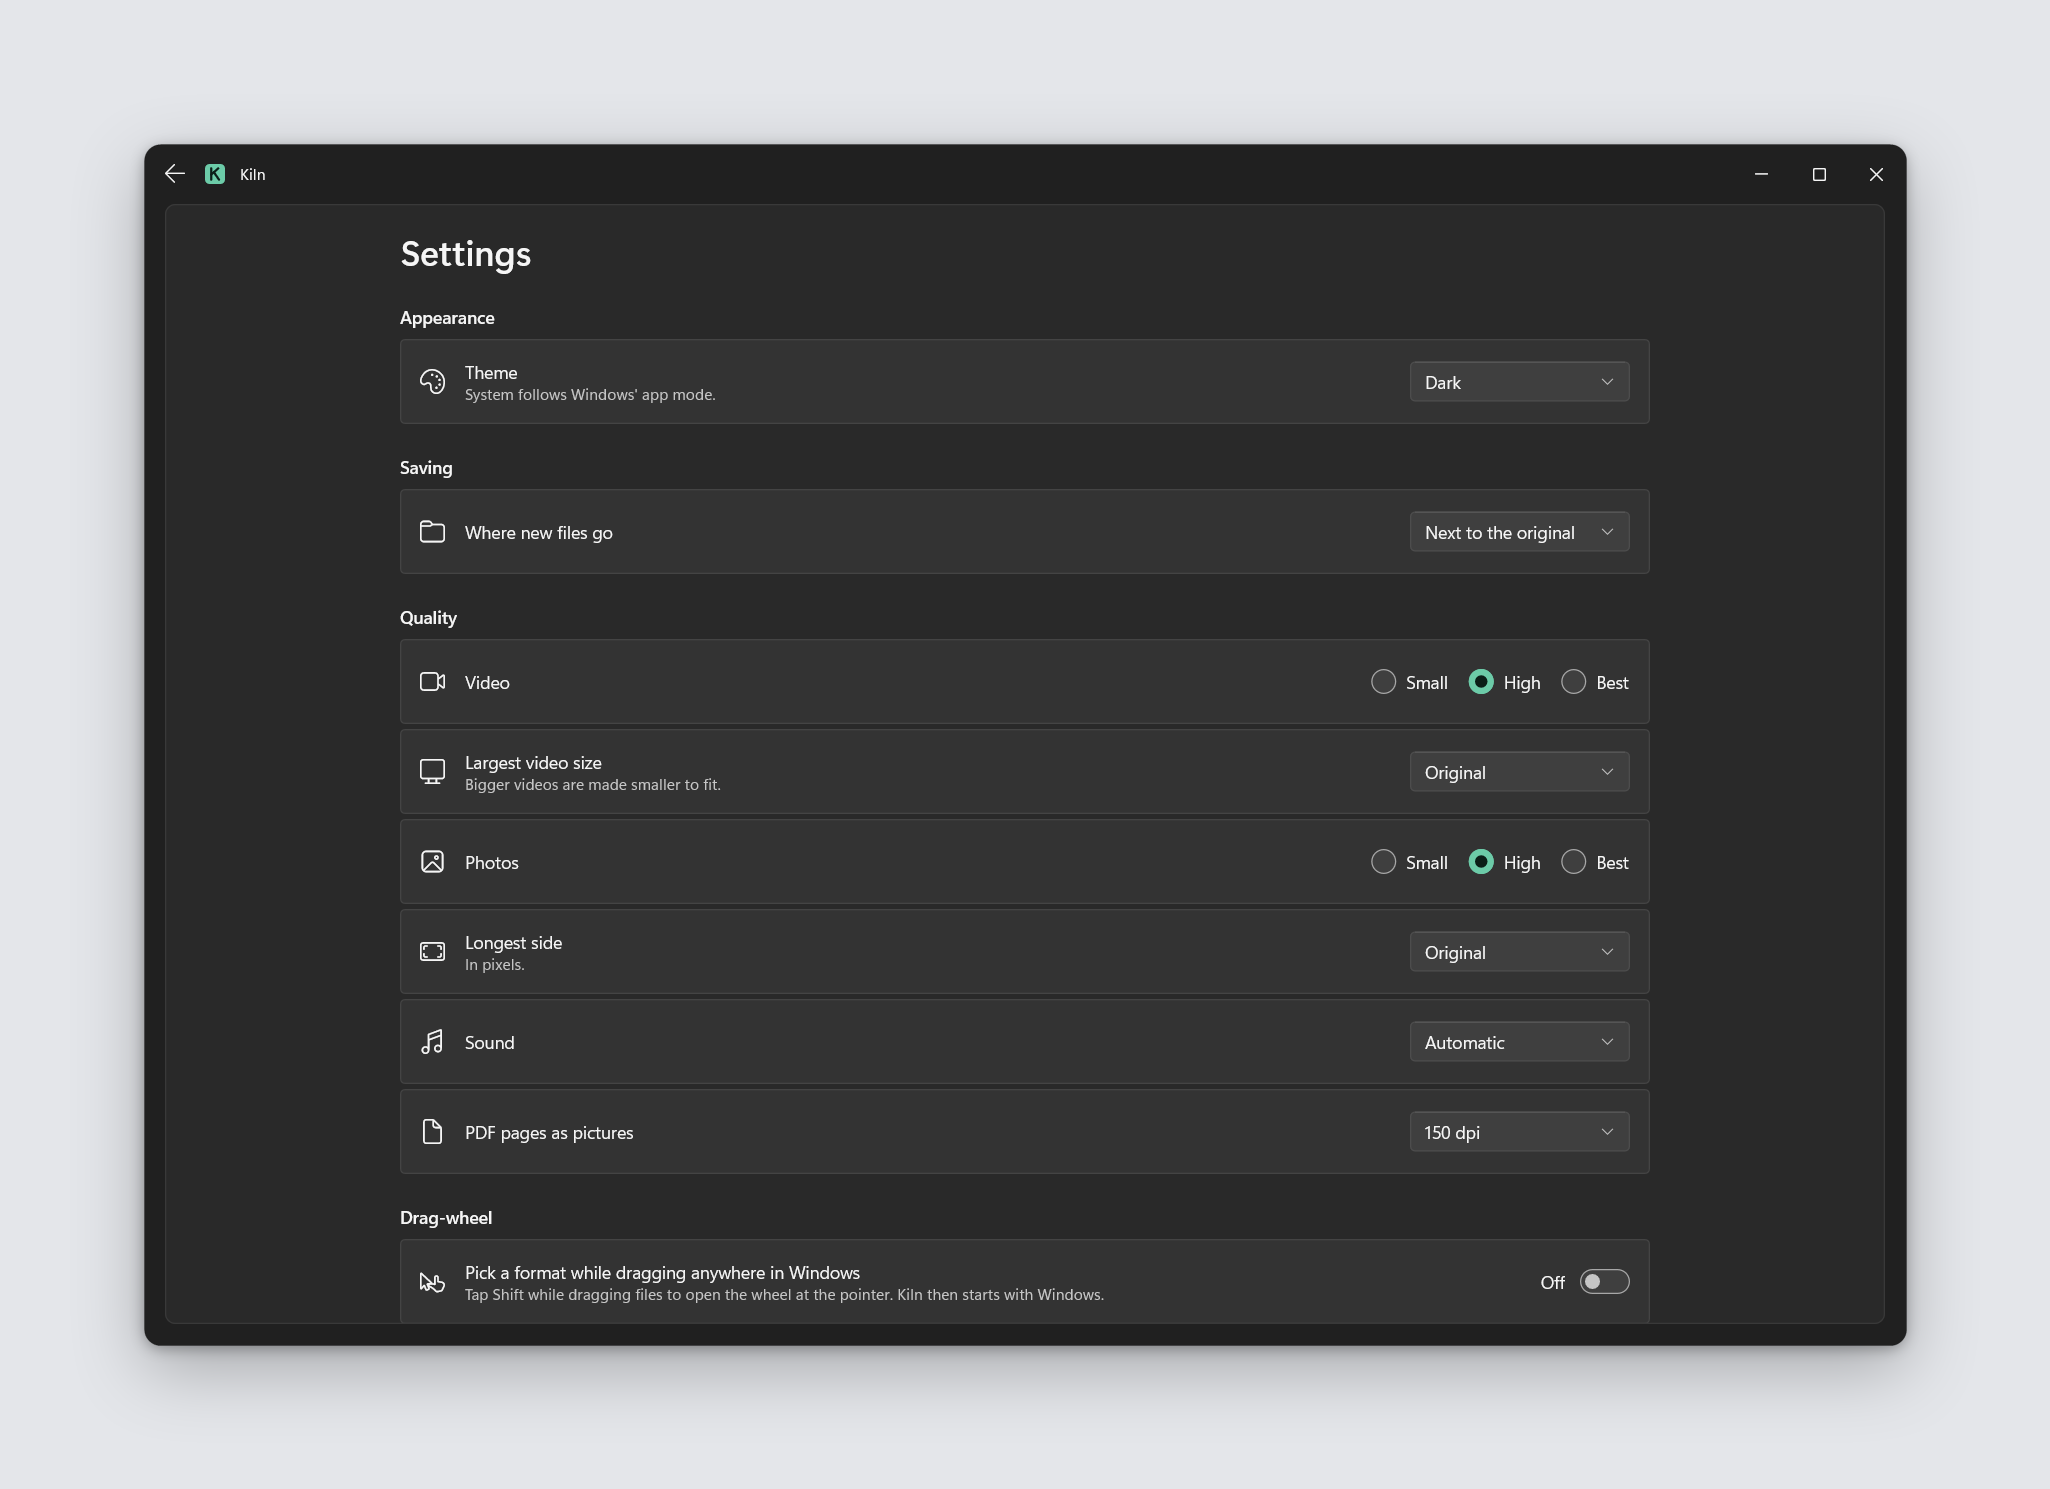 K Kiln
Settings
Appearance
Theme
System follows Windows' app mode.
Dark
Saving
Where new files go
Next to the original
Quality
Video
Small
High
Best
Largest video size
Bigger videos are made smaller to fit.
Original
Photos
Small
High
Best
Longest side
In pixels.
Original
Sound
Automatic
PDF pages as pictures
150 dpi
Drag-wheel
Pick a format while dragging anywhere in Windows
Tap Shift while dragging files to open the wheel at the pointer. Kiln then starts with Windows.
Off